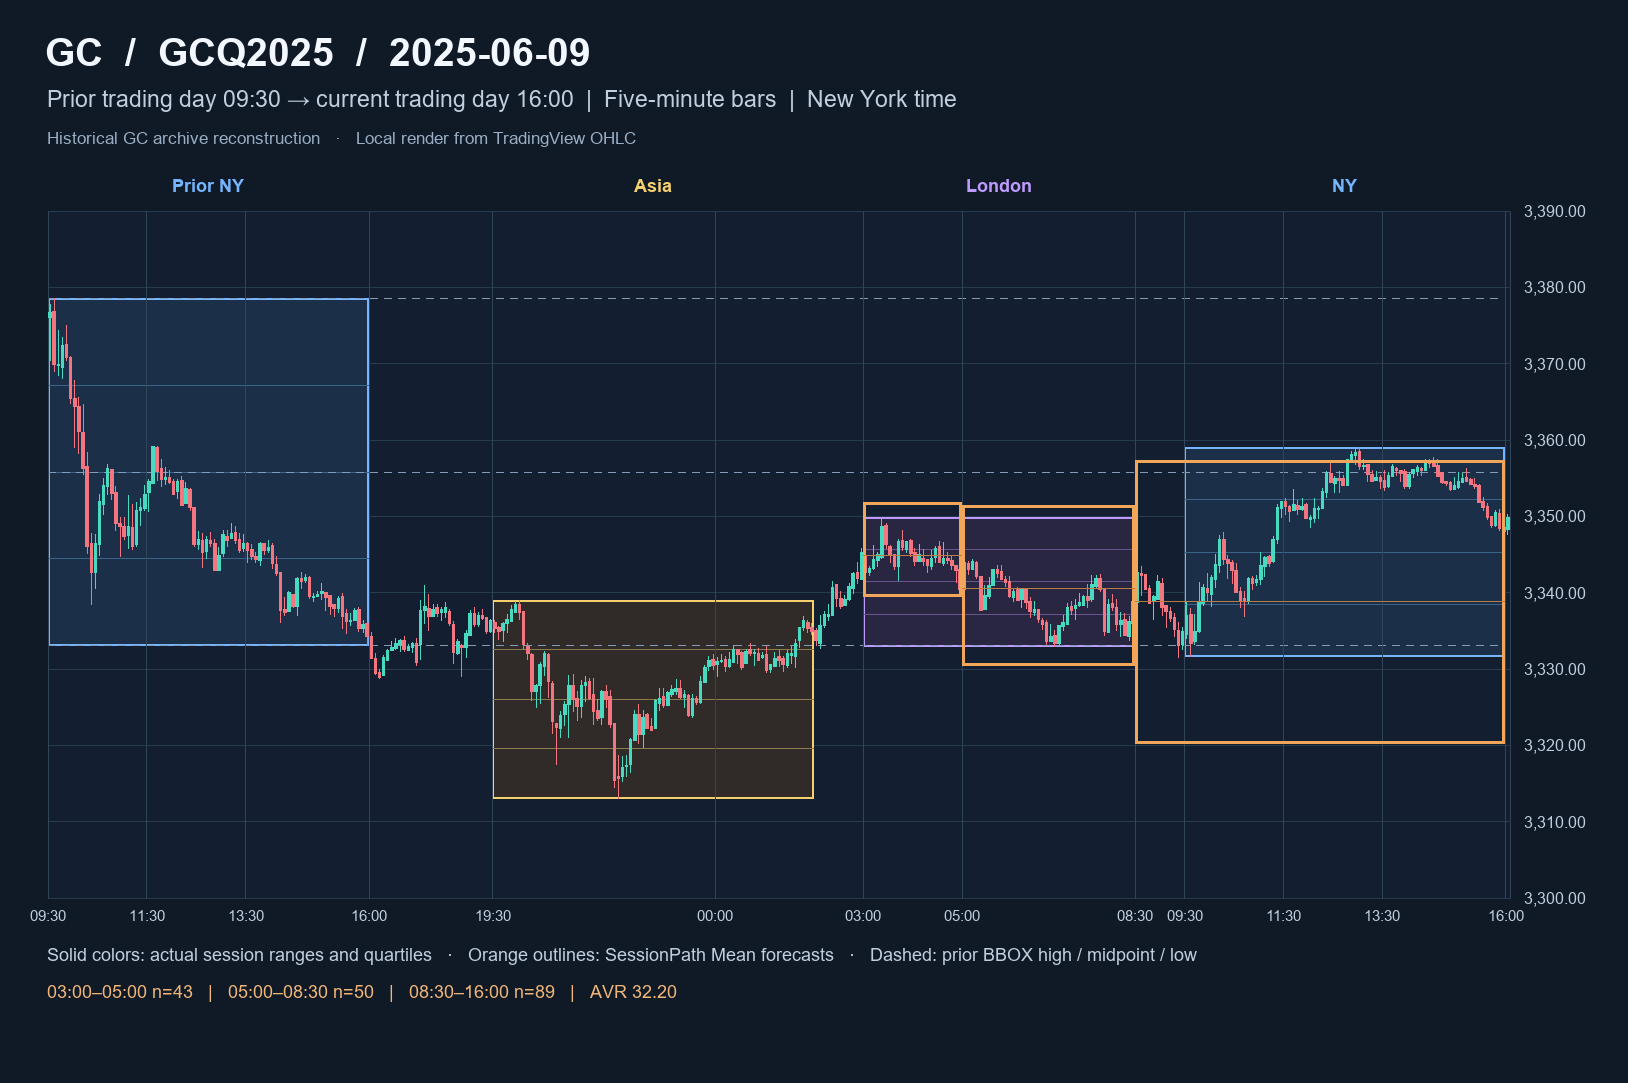 GC / GCQ2025 / 2025-06-09
Prior trading day 09:30 → current trading day 16:00 | Five-minute bars | New York time
Historical GC archive reconstruction · Local render from TradingView OHLC
Prior NY Asia London NY
3,390.00
3,380.00
3,370.00
3,360.00
3,350.00
3,340.00
3,330.00
3,320.00
3,310.00
3,300.00
09:30 11:30 13:30 16:00 19:30 00:00 03:00 05:00 08:30 09:30 11:30 13:30 16:00
Solid colors: actual session ranges and quartiles · Orange outlines: SessionPath Mean forecasts · Dashed: prior BBOX high / midpoint / low
03:00–05:00 n=43 | 05:00–08:30 n=50 | 08:30–16:00 n=89 | AVR 32.20